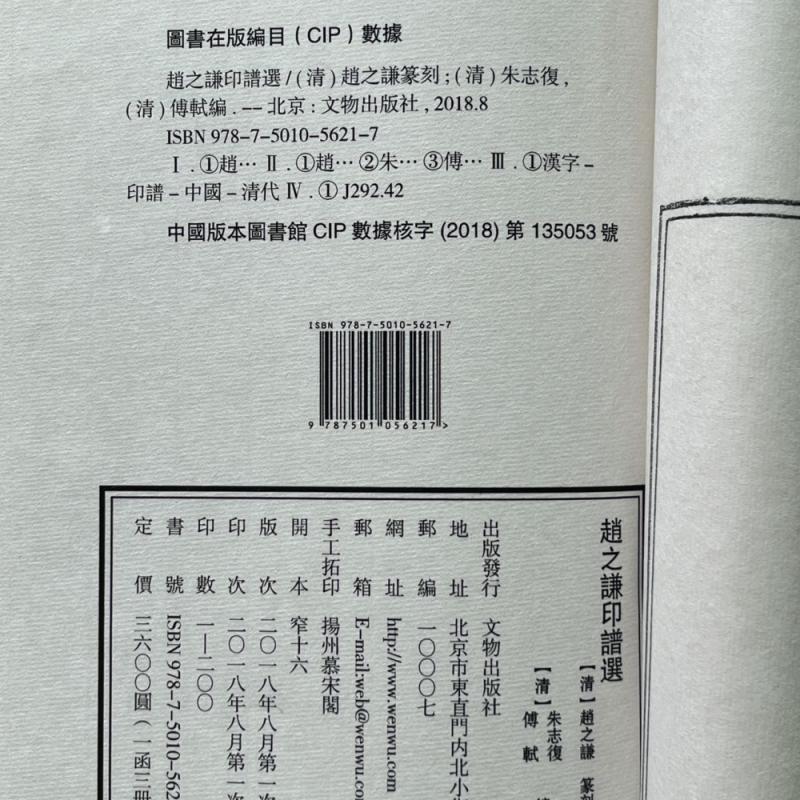 圖書在版編目（CIP）數據
趙之謙印譜選/（清）趙之謙篆刻；（清）朱志復，
（清）傅軾編．-- 北京：文物出版社，2018.8
ISBN 978-7-5010-5621-7
Ⅰ．①趙… Ⅱ．①趙… ②朱… ③傅… Ⅲ．①漢字－
印譜－中國－清代 Ⅳ．① J292.42
中國版本圖書館 CIP 數據核字 (2018) 第 135053 號
ISBN 978-7-5010-5621-7
9 787501 056217 >
趙之謙印譜選
【清】趙之謙 篆刻
【清】朱志復
傅軾
出版發行 文物出版社
地址 北京市東直門內北小
郵編 一〇〇〇〇七
網址 http://www.wenwu.com
郵箱 E-mail:web@wenwu.com
手工拓印 揚州慕宋閣
開本 窄十六
版次 二〇一八年八月第一
印次 二〇一八年八月第一次
印數 一—二〇〇
書號 ISBN 978-7-5010-562
定價 三六〇〇圓（一函三冊